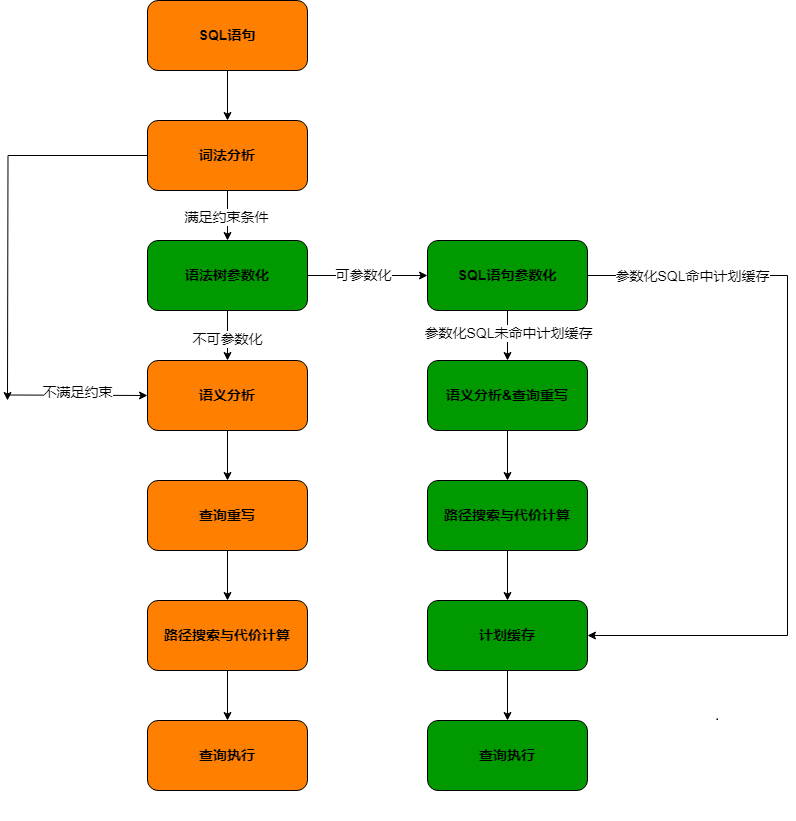 SQL语句
词法分析
满足约束条件
语法树参数化
可参数化
SQL语句参数化
参数化SQL命中计划缓存
不可参数化
参数化SQL未命中计划缓存
不满足约束
语义分析
语义分析&查询重写
查询重写
路径搜索与代价计算
路径搜索与代价计算
计划缓存
查询执行
查询执行